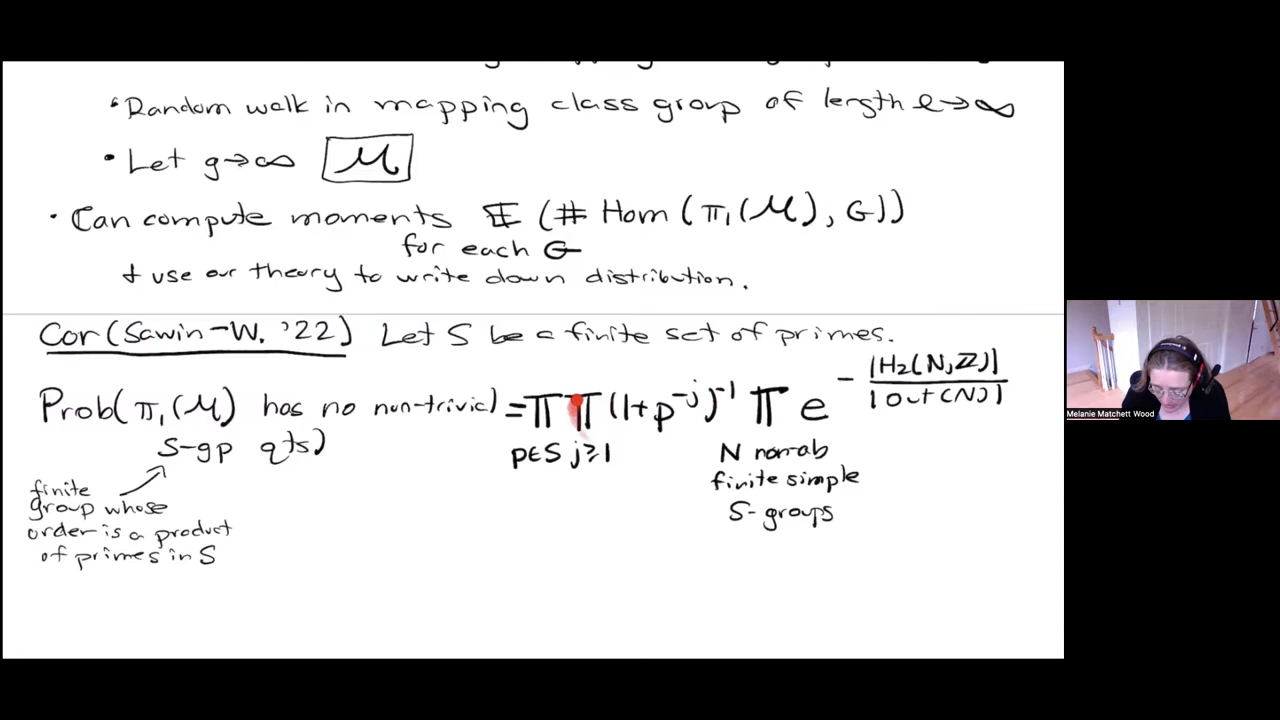 • Random walk in mapping class group of length ℓ→∞
• Let g→∞ M
• Can compute moments 𝔼 (# Hom (π₁(M), G))
for each G
+ use our theory to write down distribution.
Cor (Sawin-W. '22) Let S be a finite set of primes.
Prob(π₁(M) has no non-trivial = ∏ ∏ (1+p^{-j})^{-1} ∏ e^{-|H₂(N,ℤ)|/|Out(N)|}
S-gp qts)
p∈S j≥1
N non-ab
finite simple
S-groups
finite
group whose
order is a product
of primes in S
Melanie Matchett Wood